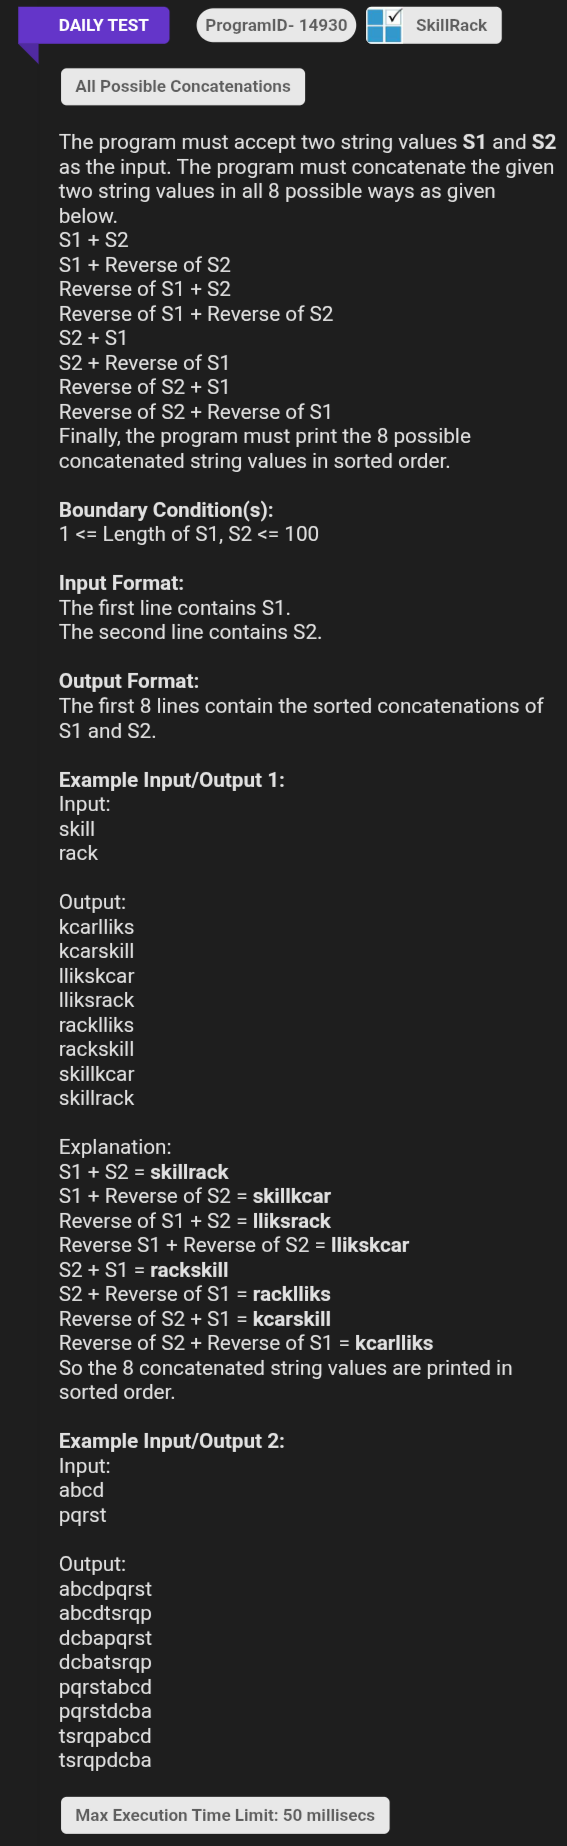 DAILY TEST
ProgramID- 14930
SkillRack
All Possible Concatenations
The program must accept two string values S1 and S2
as the input. The program must concatenate the given
two string values in all 8 possible ways as given
below.
S1 + S2
S1 + Reverse of S2
Reverse of S1 + S2
Reverse of S1 + Reverse of S2
S2 + S1
S2 + Reverse of S1
Reverse of S2 + S1
Reverse of S2 + Reverse of S1
Finally, the program must print the 8 possible
concatenated string values in sorted order.
Boundary Condition(s):
1 <= Length of S1, S2 <= 100
Input Format:
The first line contains S1.
The second line contains S2.
Output Format:
The first 8 lines contain the sorted concatenations of
S1 and S2.
Example Input/Output 1:
Input:
skill
rack
Output:
kcarlliks
kcarskill
llikskcar
lliksrack
racklliks
rackskill
skillkcar
skillrack
Explanation:
S1 + S2 = skillrack
S1 + Reverse of S2 = skillkcar
Reverse of S1 + S2 = lliksrack
Reverse S1 + Reverse of S2 = llikskcar
S2 + S1 = rackskill
S2 + Reverse of S1 = racklliks
Reverse of S2 + S1 = kcarskill
Reverse of S2 + Reverse of S1 = kcarlliks
So the 8 concatenated string values are printed in
sorted order.
Example Input/Output 2:
Input:
abcd
pqrst
Output:
abcdpqrst
abcdtsrqp
dcbapqrst
dcbatsrqp
pqrstabcd
pqrstdcba
tsrqpabcd
tsrqpdcba
Max Execution Time Limit: 50 millisecs